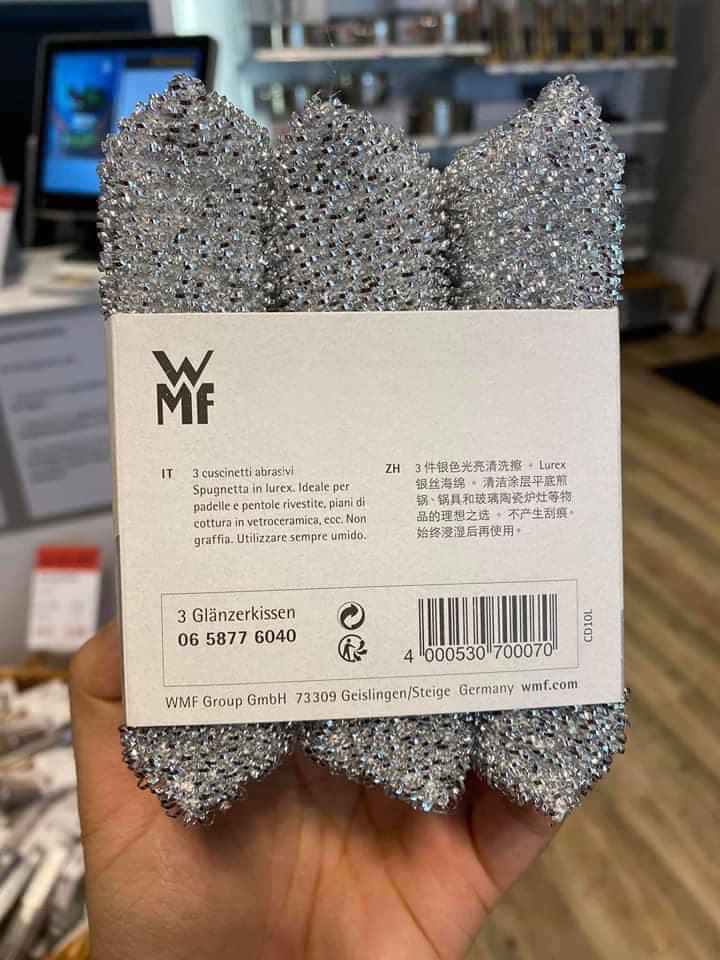 WMF
IT
3 cuscinetti abrasivi
Spugnetta in lurex. Ideale per
padelle e pentole rivestite, piani di
cottura in vetroceramica, ecc. Non
graffia. Utilizzare sempre umido.
ZH
3 件银色光亮清洗擦。Lurex
银丝海绵。清洁涂层平底煎
锅、锅具和玻璃陶瓷炉灶等物
品的理想之选。不产生刮痕。
始终浸湿后再使用。
3 Glänzerkissen
06 5877 6040
4 000530 700070
CD10L
WMF Group GmbH 73309 Geislingen/Steige Germany wmf.com